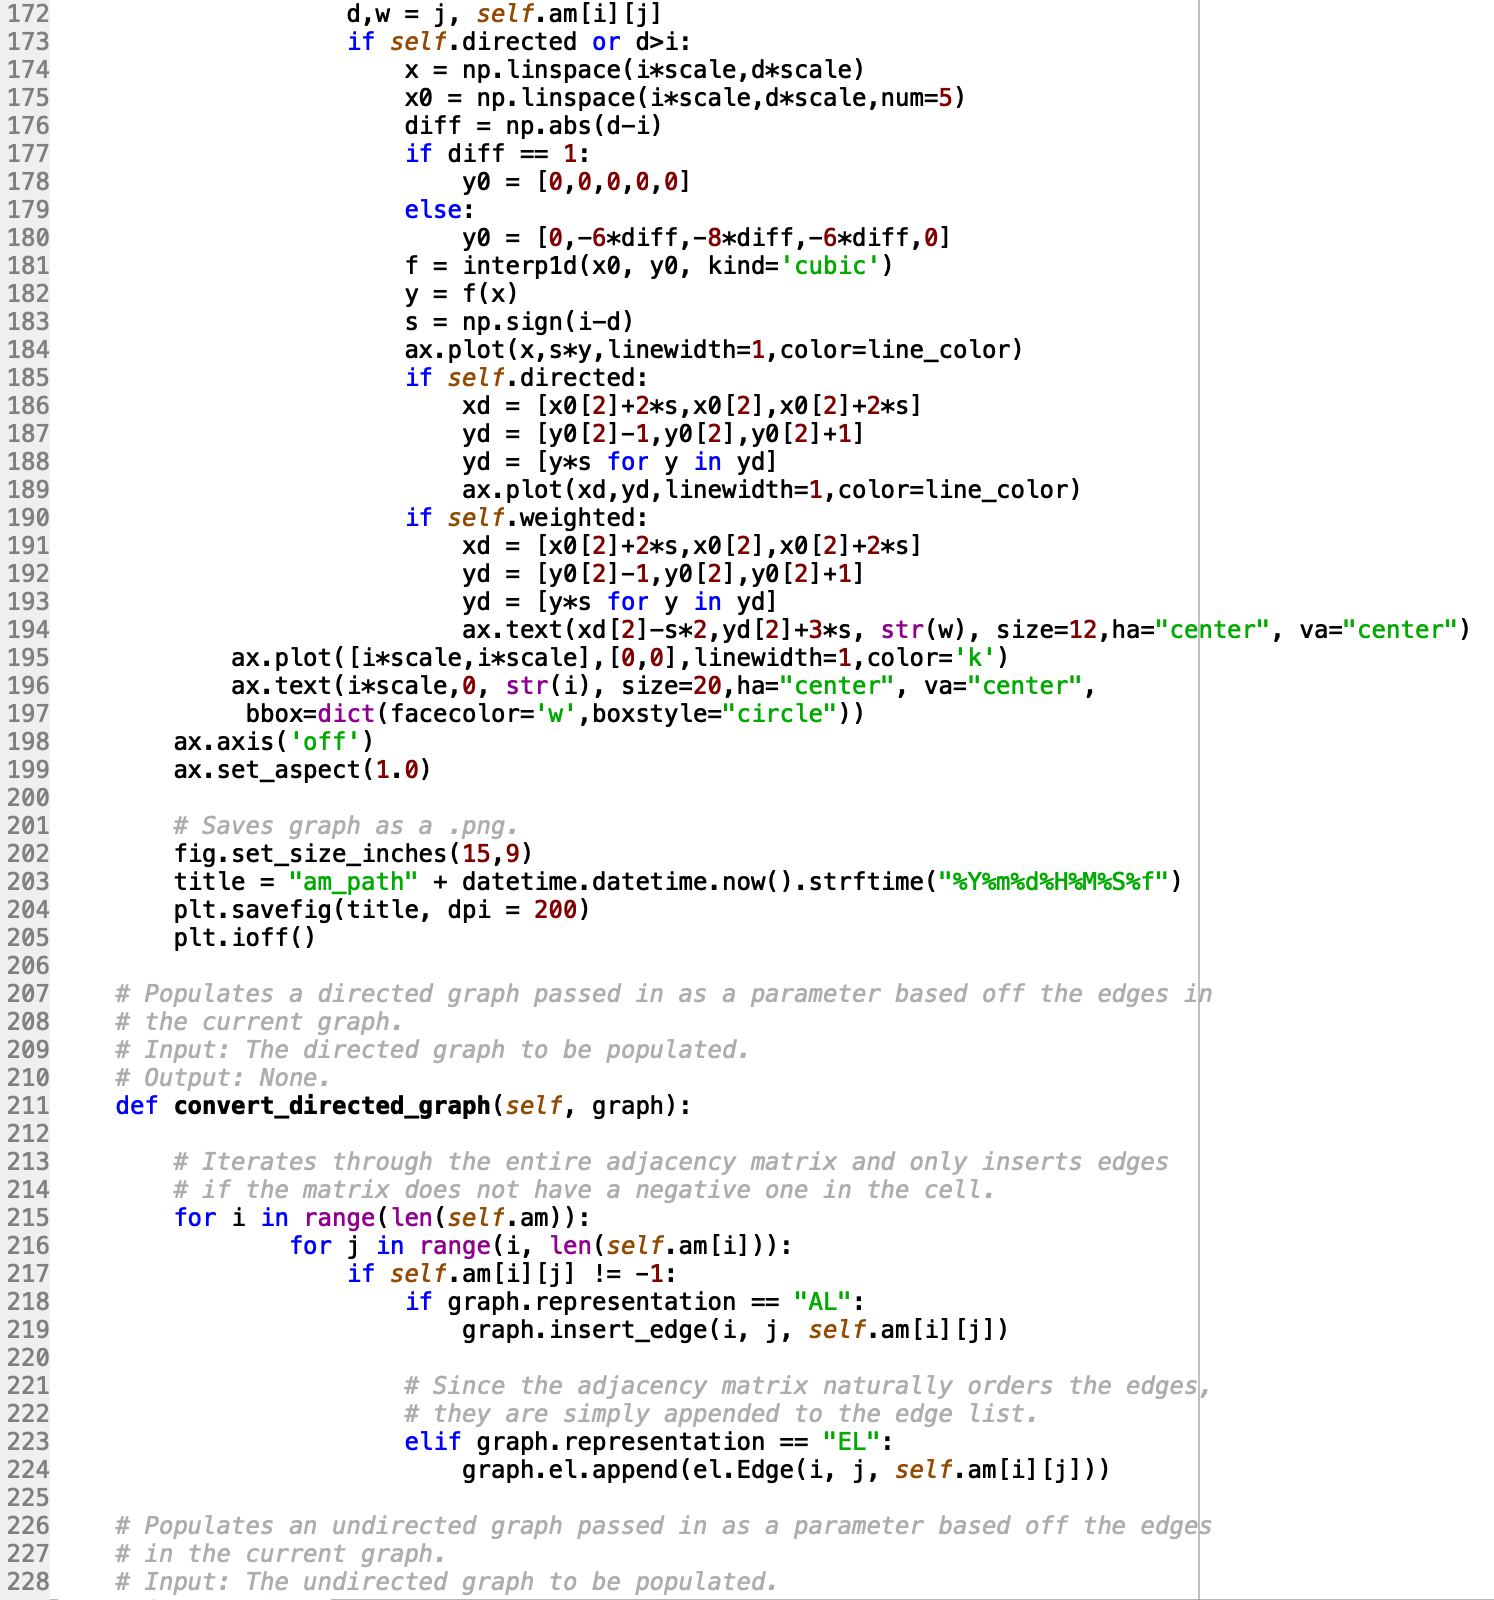 172 d,w = j, self.am[i][j]
173 if self.directed or d>i:
174 x = np.linspace(i*scale,d*scale)
175 x0 = np.linspace(i*scale,d*scale,num=5)
176 diff = np.abs(d-i)
177 if diff == 1:
178 y0 = [0,0,0,0,0]
179 else:
180 y0 = [0,-6*diff,-8*diff,-6*diff,0]
181 f = interp1d(x0, y0, kind='cubic')
182 y = f(x)
183 s = np.sign(i-d)
184 ax.plot(x,s*y,linewidth=1,color=line_color)
185 if self.directed:
186 xd = [x0[2]+2*s,x0[2],x0[2]+2*s]
187 yd = [y0[2]-1,y0[2],y0[2]+1]
188 yd = [y*s for y in yd]
189 ax.plot(xd,yd,linewidth=1,color=line_color)
190 if self.weighted:
191 xd = [x0[2]+2*s,x0[2],x0[2]+2*s]
192 yd = [y0[2]-1,y0[2],y0[2]+1]
193 yd = [y*s for y in yd]
194 ax.text(xd[2]-s*2,yd[2]+3*s, str(w), size=12,ha="center", va="center")
195 ax.plot([i*scale,i*scale],[0,0],linewidth=1,color='k')
196 ax.text(i*scale,0, str(i), size=20,ha="center", va="center",
197 bbox=dict(facecolor='w',boxstyle="circle"))
198 ax.axis('off')
199 ax.set_aspect(1.0)
200
201 # Saves graph as a .png.
202 fig.set_size_inches(15,9)
203 title = "am_path" + datetime.datetime.now().strftime("%Y%m%d%H%M%S%f")
204 plt.savefig(title, dpi = 200)
205 plt.ioff()
206
207 # Populates a directed graph passed in as a parameter based off the edges in
208 # the current graph.
209 # Input: The directed graph to be populated.
210 # Output: None.
211 def convert_directed_graph(self, graph):
212
213 # Iterates through the entire adjacency matrix and only inserts edges
214 # if the matrix does not have a negative one in the cell.
215 for i in range(len(self.am)):
216 for j in range(i, len(self.am[i])):
217 if self.am[i][j] != -1:
218 if graph.representation == "AL":
219 graph.insert_edge(i, j, self.am[i][j])
220
221 # Since the adjacency matrix naturally orders the edges,
222 # they are simply appended to the edge list.
223 elif graph.representation == "EL":
224 graph.el.append(el.Edge(i, j, self.am[i][j]))
225
226 # Populates an undirected graph passed in as a parameter based off the edges
227 # in the current graph.
228 # Input: The undirected graph to be populated.